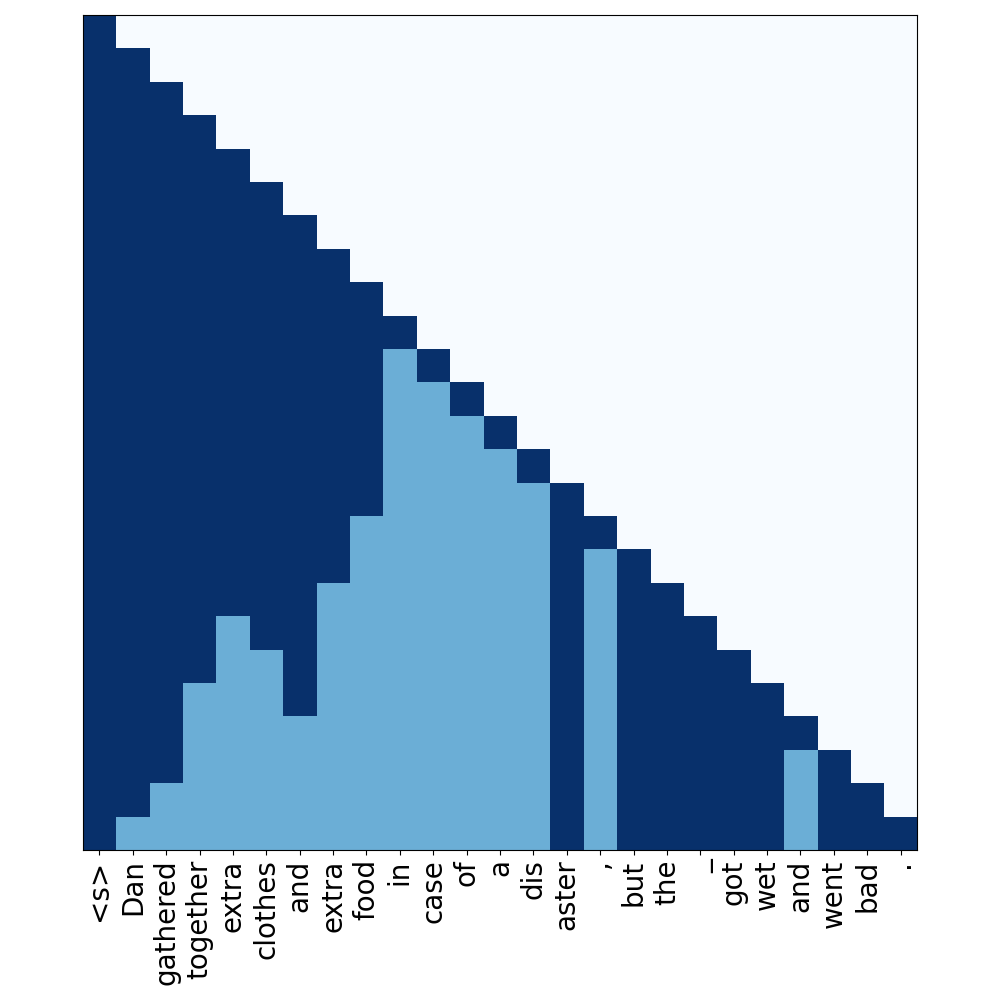 <s> Dan gathered together extra clothes and extra food in case of a dis aster , but the _ got wet and went bad .